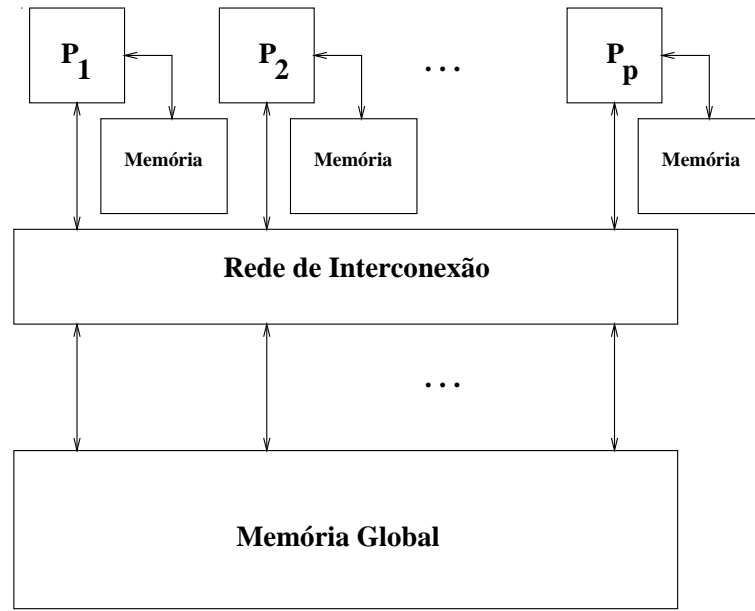 P1 P2 . . . Pp
Memória Memória Memória
Rede de Interconexão
. . .
Memória Global